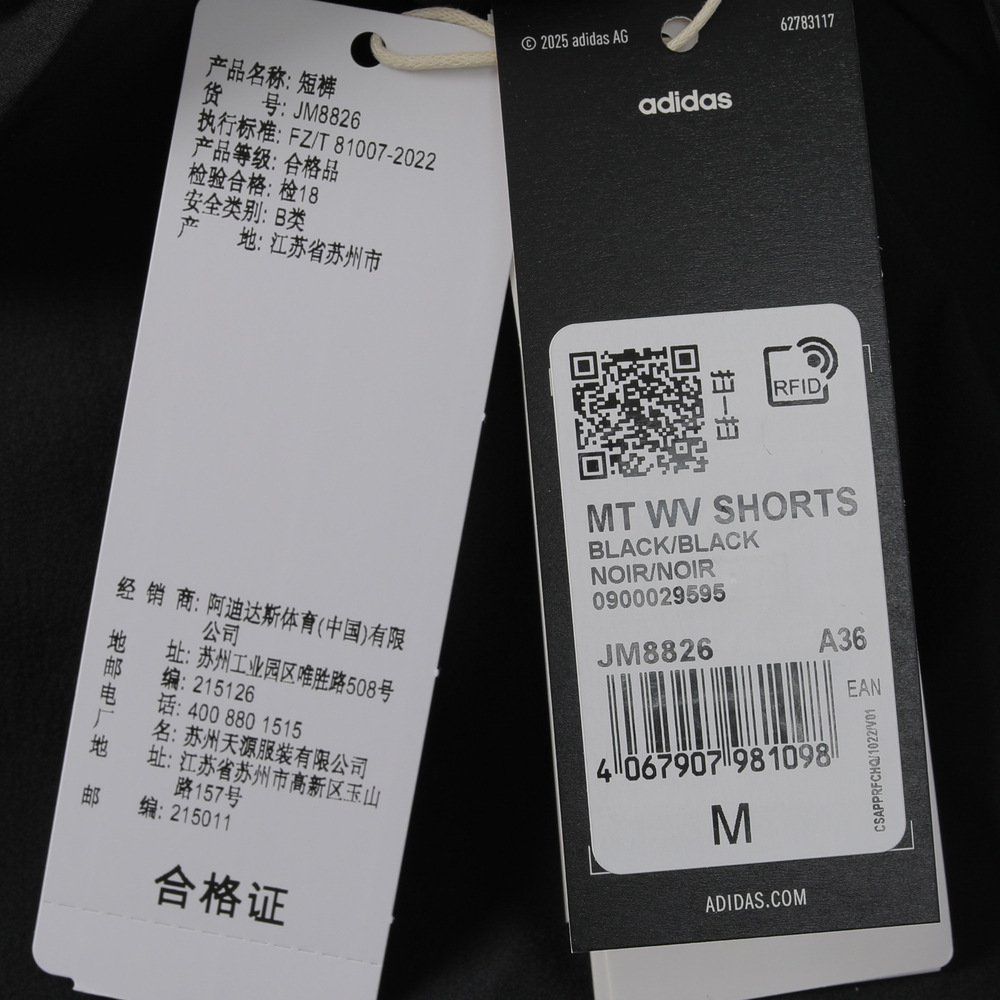 产品名称: 短裤
货 号: JM8826
执行标准: FZ/T 81007-2022
产品等级: 合格品
检验合格: 检18
安全类别: B类
产 地: 江苏省苏州市
经 销 商: 阿迪达斯体育(中国)有限
公司
地 址: 苏州工业园区唯胜路508号
邮 编: 215126
电 话: 400 880 1515
厂 名: 苏州天源服装有限公司
地 址: 江苏省苏州市高新区玉山
路157号
邮 编: 215011
合格证
© 2025 adidas AG
62783117
adidas
RFID
MT WV SHORTS
BLACK/BLACK
NOIR/NOIR
0900029595
JM8826 A36
EAN
4 067907 981098
CSAPPRFCHQ/1022/V01
M
ADIDAS.COM